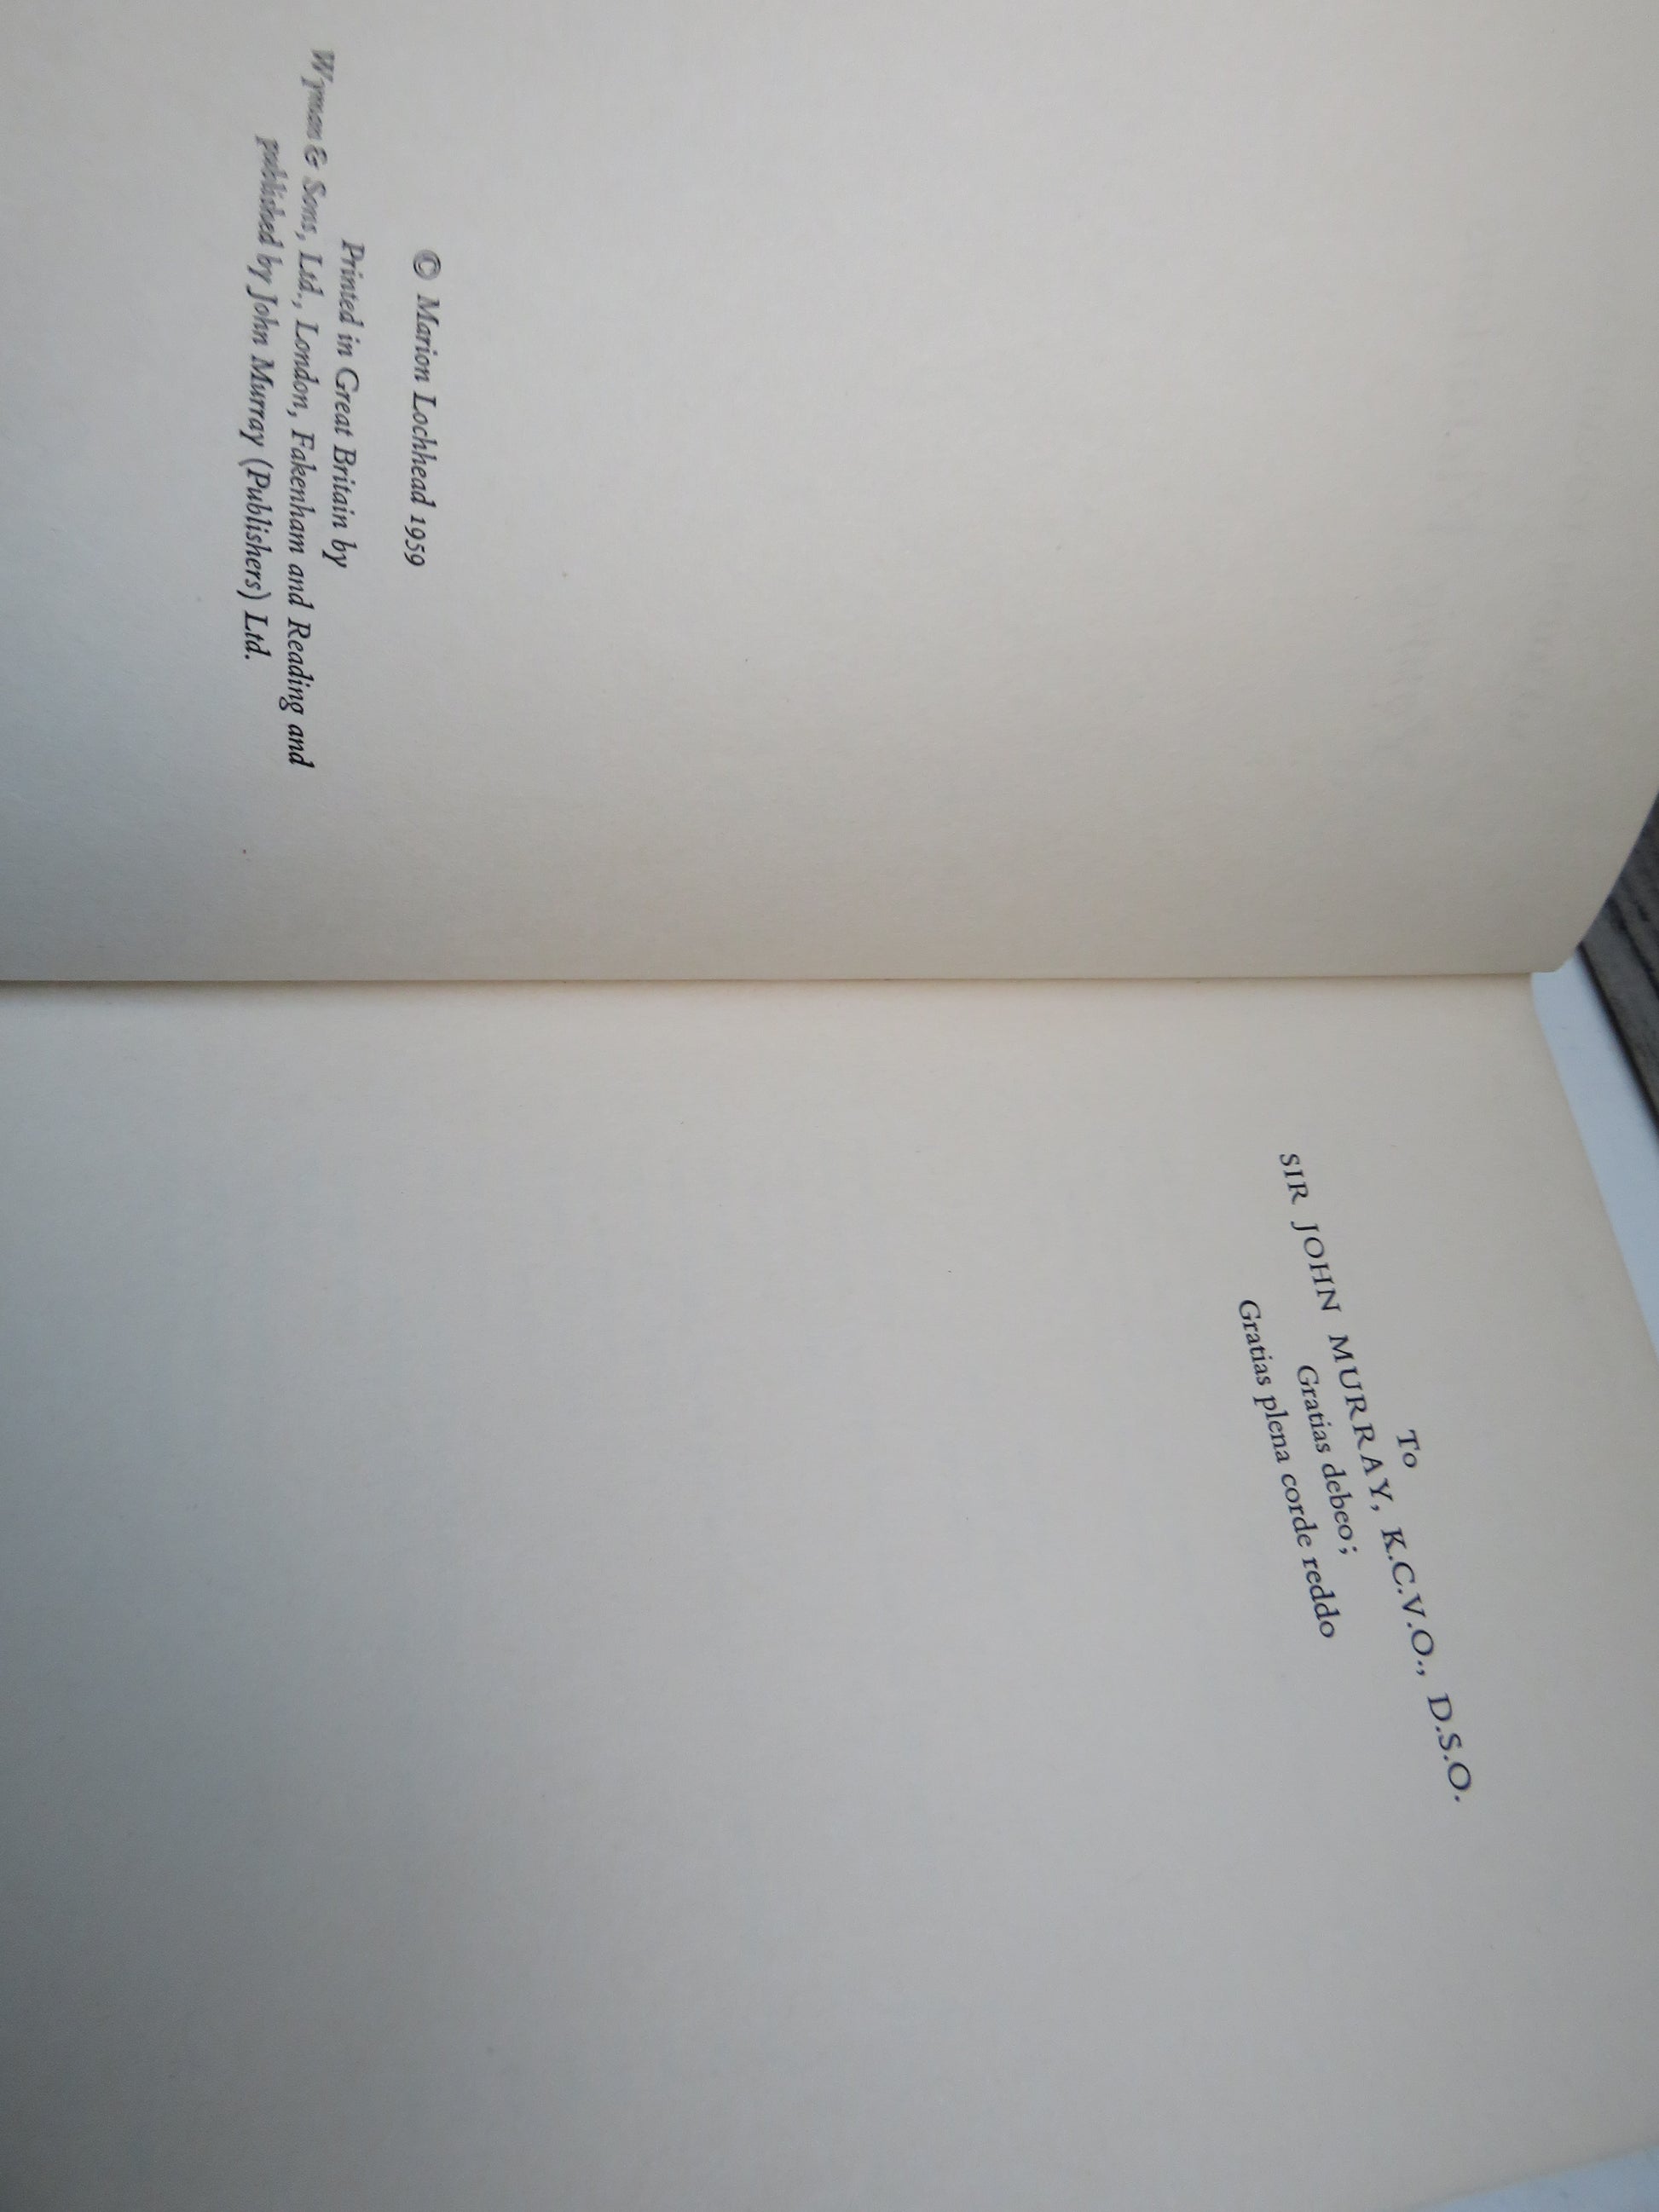 © Marion Lochhead 1959
Printed in Great Britain by
Wyman & Sons, Ltd., London, Fakenham and Reading and
published by John Murray (Publishers) Ltd.
To
SIR JOHN MURRAY, K.C.V.O., D.S.O.
Gratias debeo;
Gratias plena corde reddo